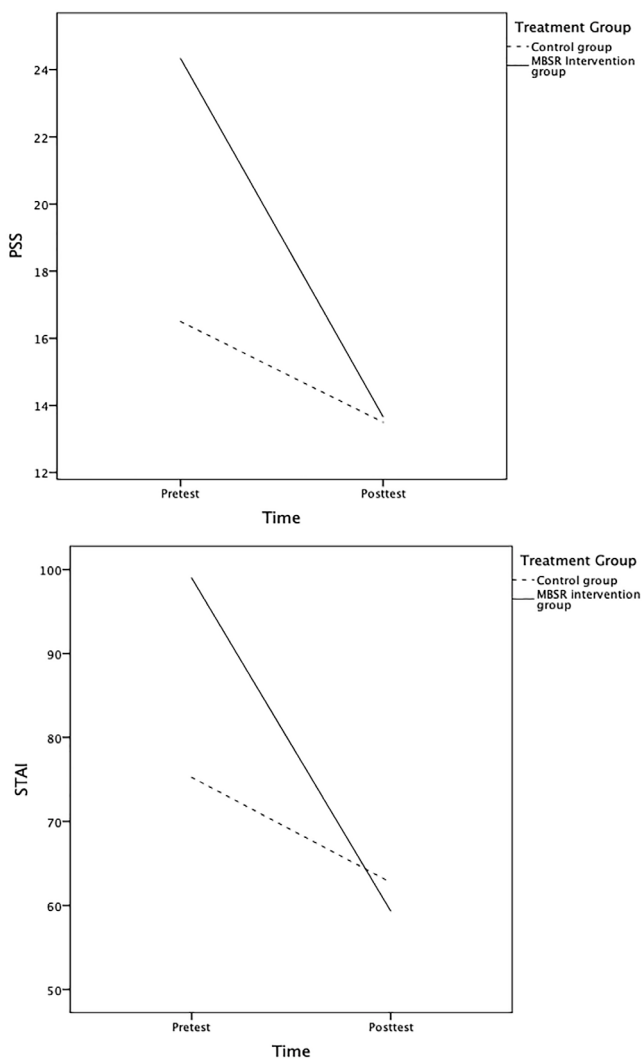 Treatment Group
Control group
MBSR Intervention
group
24
22
20
18
16
14
12
PSS
Pretest
Posttest
Time
Treatment Group
Control group
MBSR intervention
group
100
90
80
70
60
50
STAI
Pretest
Posttest
Time